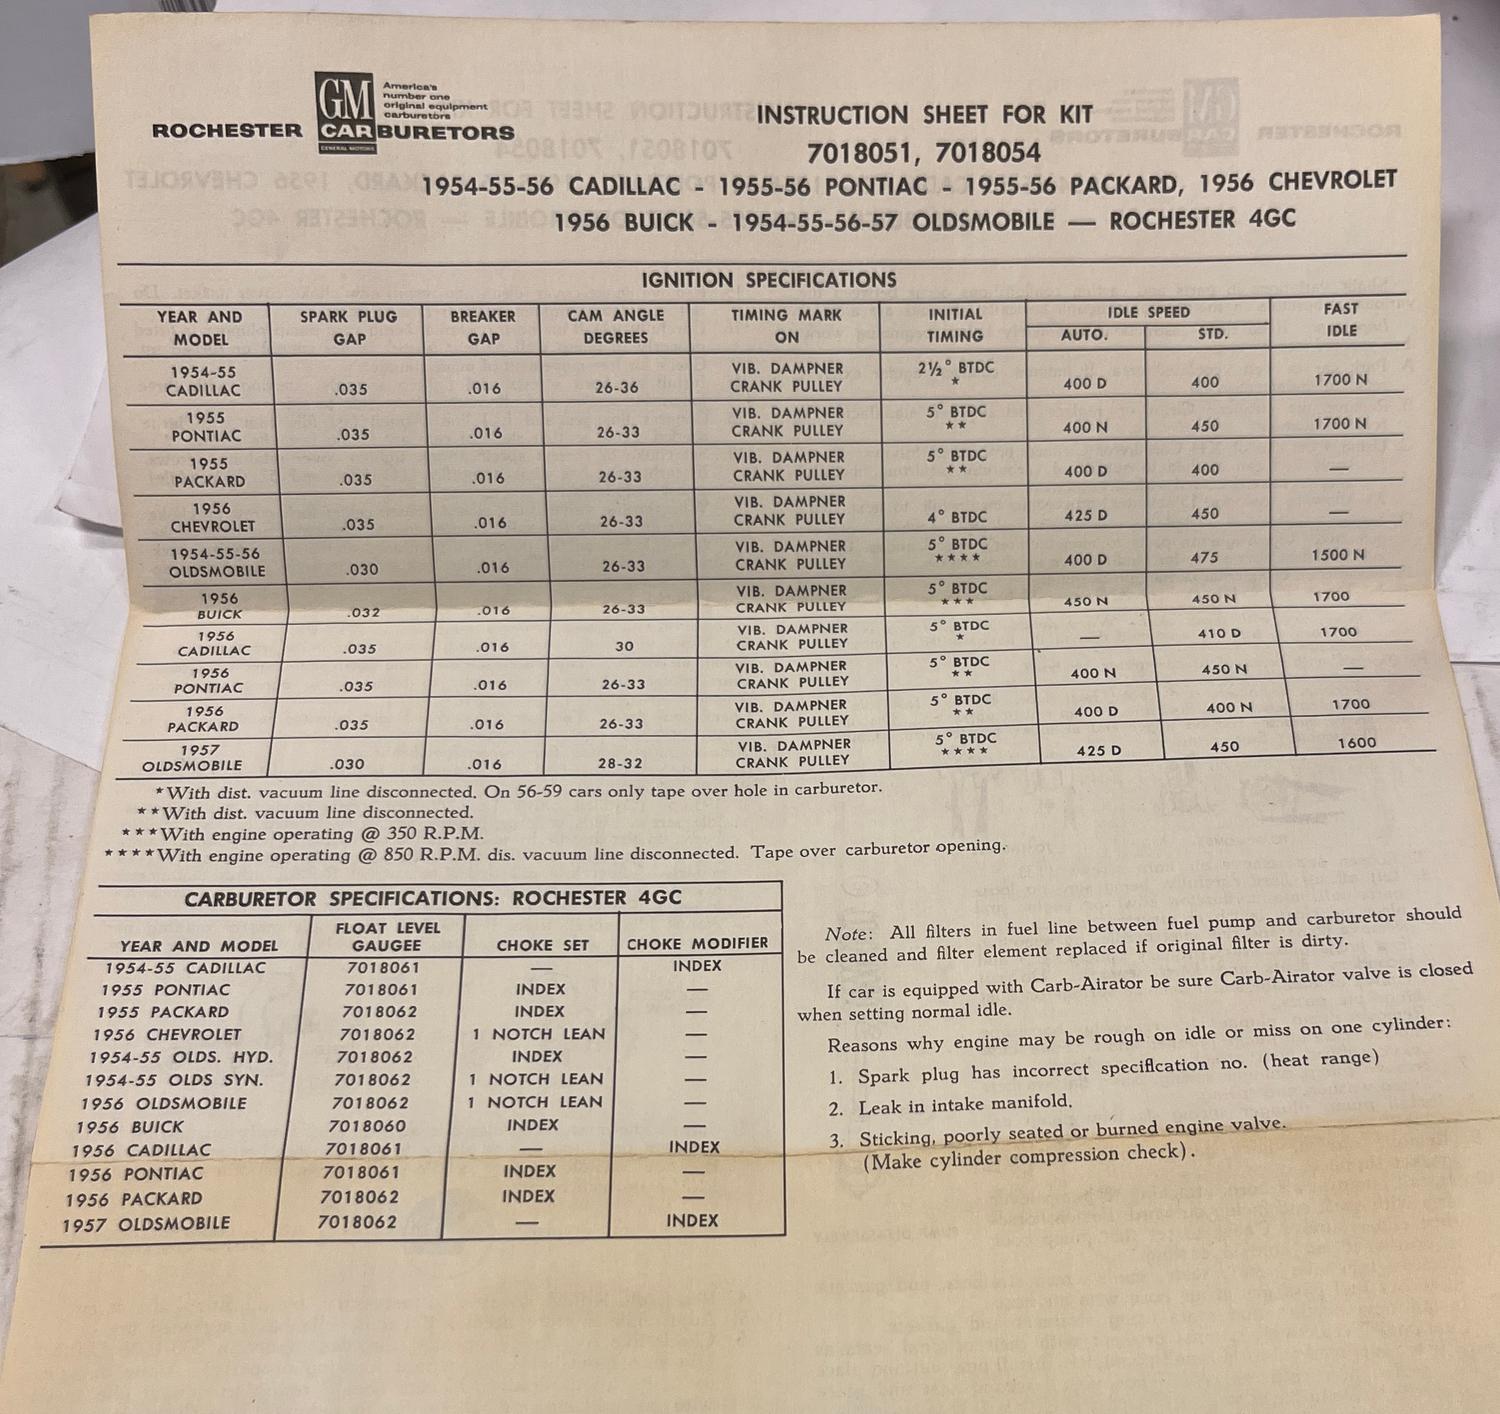 GM
America's
number one
original equipment
carburetors
ROCHESTER CARBURETORS
GENERAL MOTORS
INSTRUCTION SHEET FOR KIT
7018051, 7018054
1954-55-56 CADILLAC - 1955-56 PONTIAC - 1955-56 PACKARD, 1956 CHEVROLET
1956 BUICK - 1954-55-56-57 OLDSMOBILE — ROCHESTER 4GC
IGNITION SPECIFICATIONS
YEAR AND MODEL SPARK PLUG GAP BREAKER GAP CAM ANGLE DEGREES TIMING MARK ON INITIAL TIMING IDLE SPEED AUTO. STD. FAST IDLE
1954-55 CADILLAC .035 .016 26-36 VIB. DAMPNER CRANK PULLEY 2½° BTDC * 400 D 400 1700 N
1955 PONTIAC .035 .016 26-33 VIB. DAMPNER CRANK PULLEY 5° BTDC ** 400 N 450 1700 N
1955 PACKARD .035 .016 26-33 VIB. DAMPNER CRANK PULLEY 5° BTDC ** 400 D 400 —
1956 CHEVROLET .035 .016 26-33 VIB. DAMPNER CRANK PULLEY 4° BTDC 425 D 450 —
1954-55-56 OLDSMOBILE .030 .016 26-33 VIB. DAMPNER CRANK PULLEY 5° BTDC **** 400 D 475 1500 N
1956 BUICK .032 .016 26-33 VIB. DAMPNER CRANK PULLEY 5° BTDC *** 450 N 450 N 1700
1956 CADILLAC .035 .016 30 VIB. DAMPNER CRANK PULLEY 5° BTDC * — 410 D 1700
1956 PONTIAC .035 .016 26-33 VIB. DAMPNER CRANK PULLEY 5° BTDC ** 400 N 450 N —
1956 PACKARD .035 .016 26-33 VIB. DAMPNER CRANK PULLEY 5° BTDC ** 400 D 400 N 1700
1957 OLDSMOBILE .030 .016 28-32 VIB. DAMPNER CRANK PULLEY 5° BTDC **** 425 D 450 1600
*With dist. vacuum line disconnected. On 56-59 cars only tape over hole in carburetor.
**With dist. vacuum line disconnected.
***With engine operating @ 350 R.P.M.
****With engine operating @ 850 R.P.M. dis. vacuum line disconnected. Tape over carburetor opening.
CARBURETOR SPECIFICATIONS: ROCHESTER 4GC
YEAR AND MODEL FLOAT LEVEL GAUGEE CHOKE SET CHOKE MODIFIER
1954-55 CADILLAC 7018061 — INDEX
1955 PONTIAC 7018061 INDEX —
1955 PACKARD 7018062 INDEX —
1956 CHEVROLET 7018062 1 NOTCH LEAN —
1954-55 OLDS. HYD. 7018062 INDEX —
1954-55 OLDS SYN. 7018062 1 NOTCH LEAN —
1956 OLDSMOBILE 7018062 1 NOTCH LEAN —
1956 BUICK 7018060 INDEX —
1956 CADILLAC 7018061 — INDEX
1956 PONTIAC 7018061 INDEX —
1956 PACKARD 7018062 INDEX —
1957 OLDSMOBILE 7018062 — INDEX
Note: All filters in fuel line between fuel pump and carburetor should
be cleaned and filter element replaced if original filter is dirty.
If car is equipped with Carb-Airator be sure Carb-Airator valve is closed
when setting normal idle.
Reasons why engine may be rough on idle or miss on one cylinder:
1. Spark plug has incorrect specification no. (heat range)
2. Leak in intake manifold.
3. Sticking, poorly seated or burned engine valve.
(Make cylinder compression check).